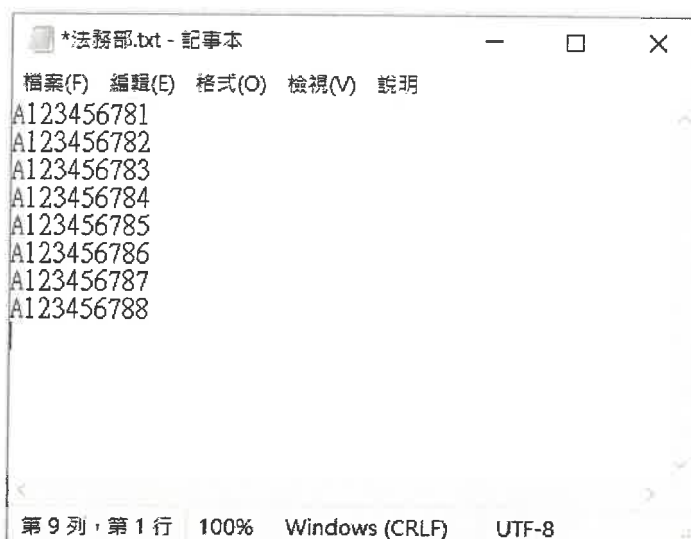 *法務部.txt - 記事本
檔案(F) 編輯(E) 格式(O) 檢視(V) 說明
A123456781
A123456782
A123456783
A123456784
A123456785
A123456786
A123456787
A123456788
第 9 列，第 1 行 100% Windows (CRLF) UTF-8